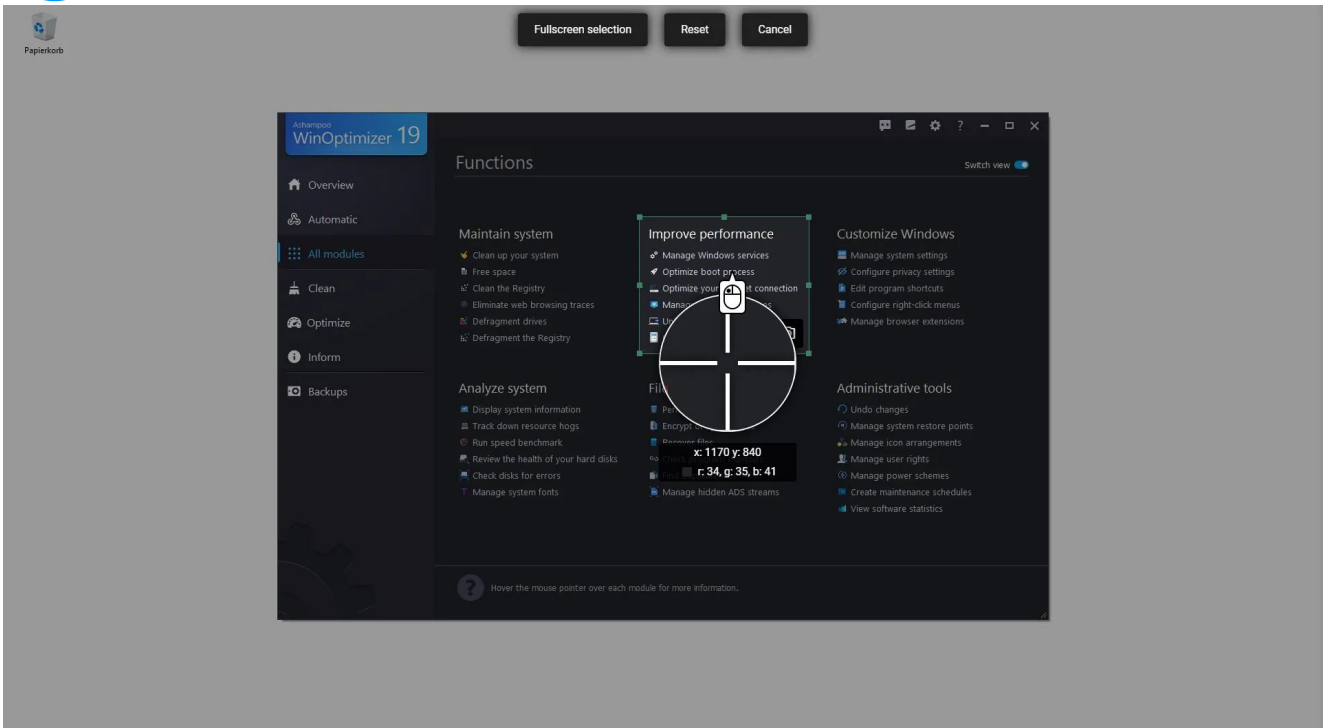 Papierkorb
Fullscreen selection
Reset
Cancel
Ashampoo
WinOptimizer 19
Functions
Switch view
Overview
Automatic
All modules
Clean
Optimize
Inform
Backups
Maintain system
Clean up your system
Free space
Clean the Registry
Eliminate web browsing traces
Defragment drives
Defragment the Registry
Improve performance
Manage Windows services
Optimize boot process
Optimize your connection
Customize Windows
Manage system settings
Configure privacy settings
Edit program shortcuts
Configure right-click menus
Manage browser extensions
Analyze system
Display system information
Track down resource hogs
Run speed benchmark
Review the health of your hard disks
Check disks for errors
Manage system fonts
Encrypt
Recover files
Manage hidden ADS streams
x: 1170 y: 840
r: 34, g: 35, b: 41
Administrative tools
Undo changes
Manage system restore points
Manage icon arrangements
Manage user rights
Manage power schemes
Create maintenance schedules
View software statistics
? Hover the mouse pointer over each module for more information.